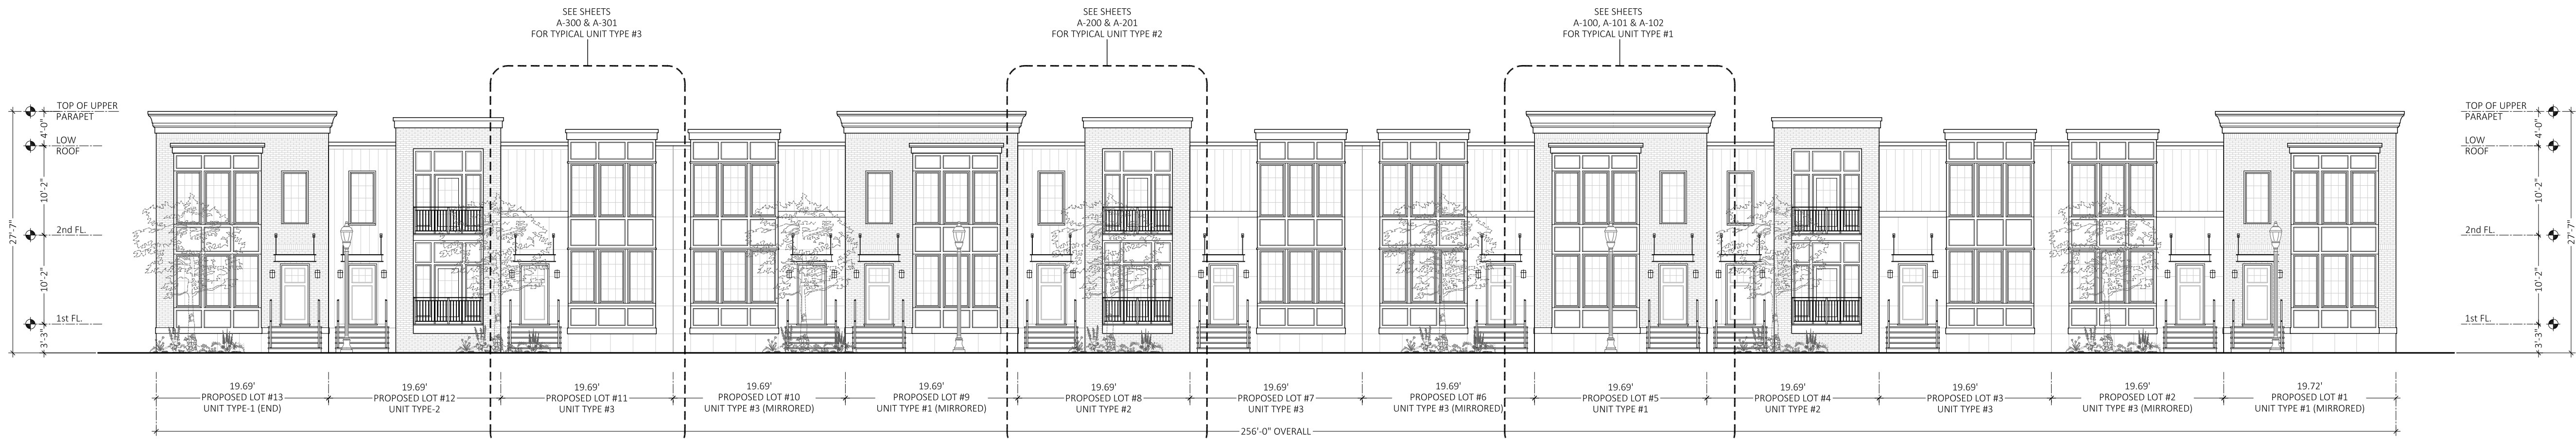 SEE SHEETS
A-300 & A-301
FOR TYPICAL UNIT TYPE #3
SEE SHEETS
A-200 & A-201
FOR TYPICAL UNIT TYPE #2
SEE SHEETS
A-100, A-101 & A-102
FOR TYPICAL UNIT TYPE #1
TOP OF UPPER
PARAPET
4'-0"
LOW
ROOF
10'-2"
27'-7"
2nd FL.
10'-2"
1st FL.
3'-3"
TOP OF UPPER
PARAPET
4'-0"
LOW
ROOF
10'-2"
27'-7"
2nd FL.
10'-2"
1st FL.
3'-3"
19.69'
PROPOSED LOT #13
UNIT TYPE-1 (END)
19.69'
PROPOSED LOT #12
UNIT TYPE-2
19.69'
PROPOSED LOT #11
UNIT TYPE #3
19.69'
PROPOSED LOT #10
UNIT TYPE #3 (MIRRORED)
19.69'
PROPOSED LOT #9
UNIT TYPE #1 (MIRRORED)
19.69'
PROPOSED LOT #8
UNIT TYPE #2
19.69'
PROPOSED LOT #7
UNIT TYPE #3
19.69'
PROPOSED LOT #6
UNIT TYPE #3 (MIRRORED)
19.69'
PROPOSED LOT #5
UNIT TYPE #1
19.69'
PROPOSED LOT #4
UNIT TYPE #2
19.69'
PROPOSED LOT #3
UNIT TYPE #3
19.69'
PROPOSED LOT #2
UNIT TYPE #3 (MIRRORED)
19.72'
PROPOSED LOT #1
UNIT TYPE #1 (MIRRORED)
256'-0" OVERALL